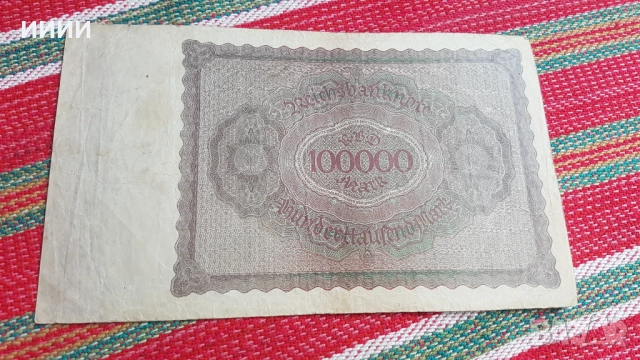 ИИИИ
Reichsbanknote
100000
Mark
Hunderttausend Mark